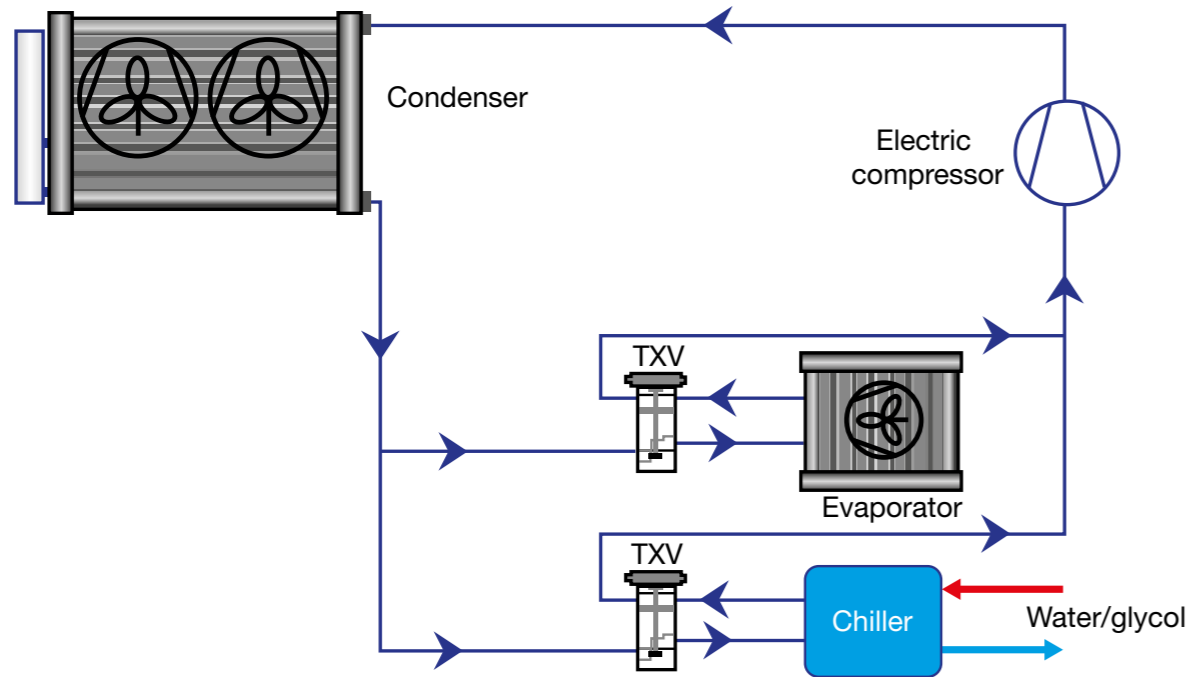 Condenser
Electric
compressor
TXV
Evaporator
TXV
Chiller
Water/glycol